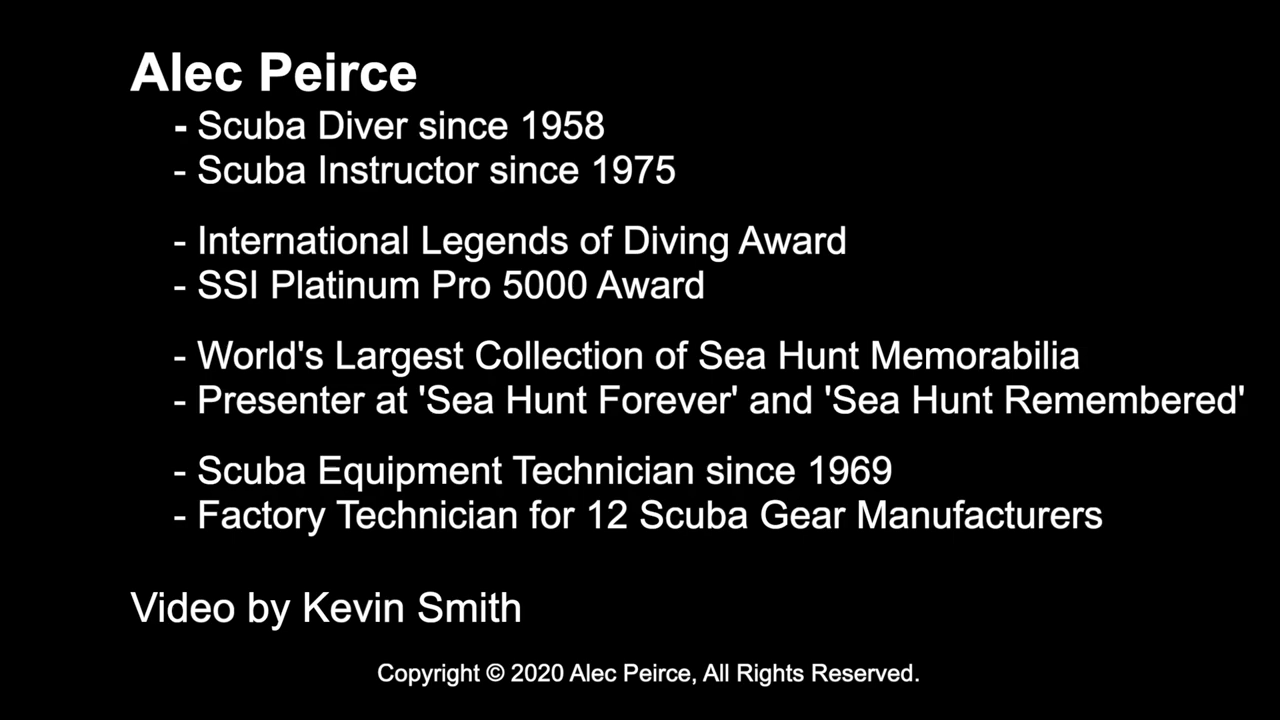 Alec Peirce
- Scuba Diver since 1958
- Scuba Instructor since 1975
- International Legends of Diving Award
- SSI Platinum Pro 5000 Award
- World's Largest Collection of Sea Hunt Memorabilia
- Presenter at 'Sea Hunt Forever' and 'Sea Hunt Remembered'
- Scuba Equipment Technician since 1969
- Factory Technician for 12 Scuba Gear Manufacturers
Video by Kevin Smith
Copyright © 2020 Alec Peirce, All Rights Reserved.